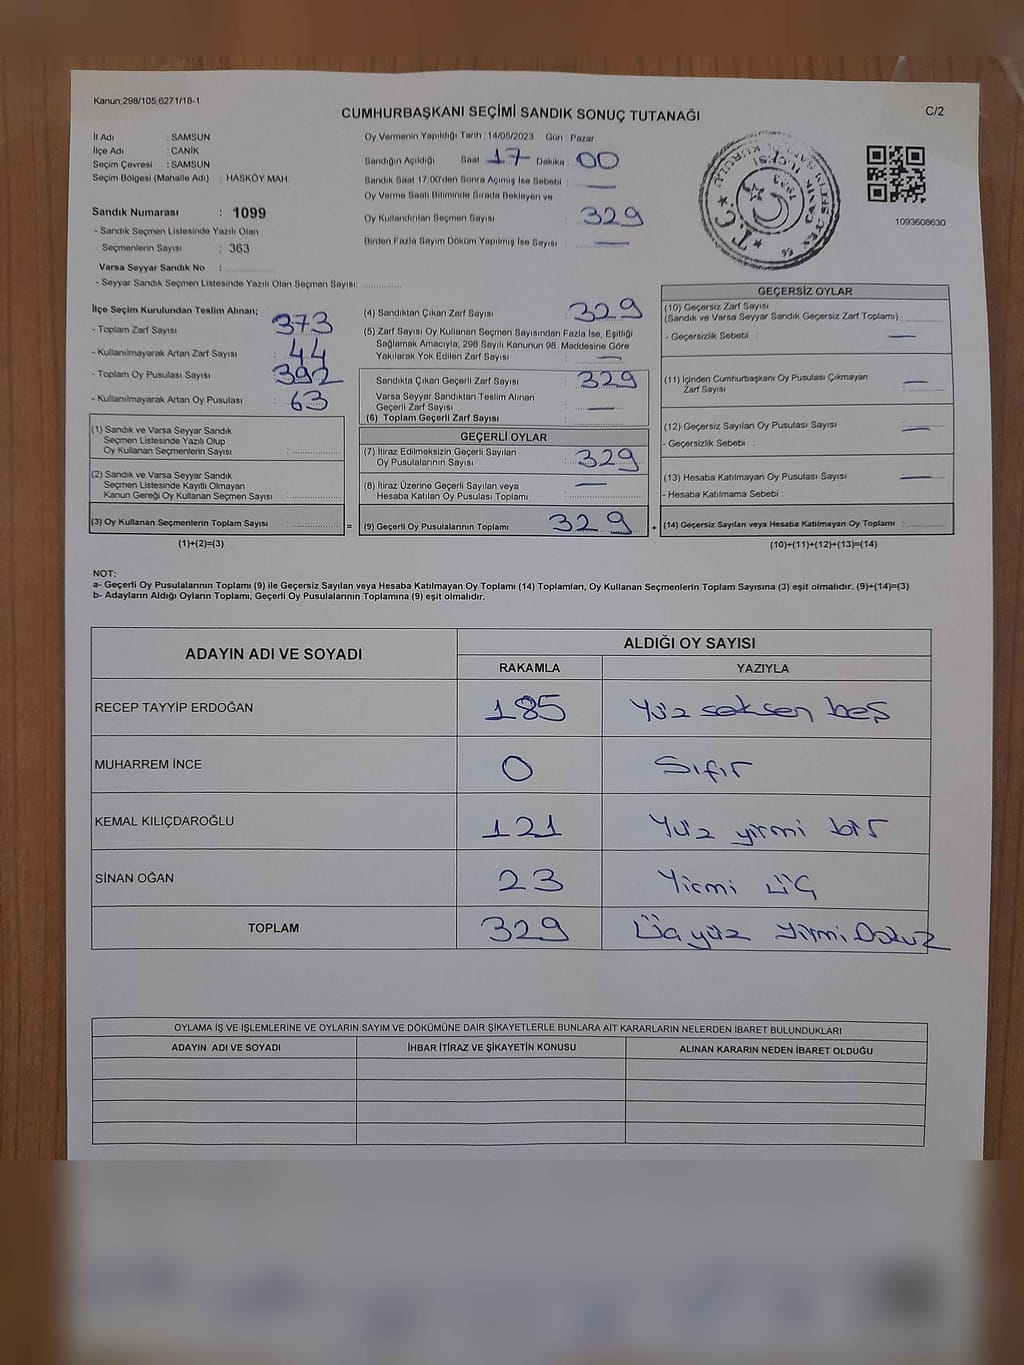 Kanun;298/105;6271/18-1
C/2
CUMHURBAŞKANI SEÇİMİ SANDIK SONUÇ TUTANAĞI
İl Adı : SAMSUN
İlçe Adı : CANİK
Seçim Çevresi : SAMSUN
Seçim Bölgesi (Mahalle Adı) : HASKÖY MAH.
Sandık Numarası : 1099
- Sandık Seçmen Listesinde Yazılı Olan
Seçmenlerin Sayısı : 363
Varsa Seyyar Sandık No :
- Seyyar Sandık Seçmen Listesinde Yazılı Olan Seçmen Sayısı:
Oy Vermenin Yapıldığı Tarih : 14/05/2023 Gün : Pazar
Sandığın Açıldığı Saat 17 Dakika : 00
Sandık Saat 17:00'den Sonra Açımış İse Sebebi : —
Oy Verme Saati Bitiminde Sırada Bekleyen ve
Oy Kullandırılan Seçmen Sayısı : 329
Birden Fazla Sayım Döküm Yapılmış İse Sayısı : —
1093608630
İlçe Seçim Kurulundan Teslim Alınan;
- Toplam Zarf Sayısı : 373
- Kullanılmayarak Artan Zarf Sayısı : 44
- Toplam Oy Pusulası Sayısı : 392
- Kullanılmayarak Artan Oy Pusulası : 63
(1) Sandık ve Varsa Seyyar Sandık
Seçmen Listesinde Yazılı Olup
Oy Kullanan Seçmenlerin Sayısı :
(2) Sandık ve Varsa Seyyar Sandık
Seçmen Listesinde Kayıtlı Olmayan
Kanun Gereği Oy Kullanan Seçmen Sayısı :
(3) Oy Kullanan Seçmenlerin Toplam Sayısı : =
(1)+(2)=(3)
(4) Sandıktan Çıkan Zarf Sayısı : 329
(5) Zarf Sayısı Oy Kullanan Seçmen Sayısından Fazla İse, Eşitliği
Sağlamak Amacıyla; 298 Sayılı Kanunun 98. Maddesine Göre
Yakılarak Yok Edilen Zarf Sayısı : —
Sandıkta Çıkan Geçerli Zarf Sayısı : 329
Varsa Seyyar Sandıktan Teslim Alınan
Geçerli Zarf Sayısı : —
(6) Toplam Geçerli Zarf Sayısı :
GEÇERLİ OYLAR
(7) İtiraz Edilmeksizin Geçerli Sayılan
Oy Pusulalarının Sayısı : 329
(8) İtiraz Üzerine Geçerli Sayılan veya
Hesaba Katılan Oy Pusulası Toplamı : —
(9) Geçerli Oy Pusulalarının Toplamı 329 +
GEÇERSİZ OYLAR
(10) Geçersiz Zarf Sayısı
(Sandık ve Varsa Seyyar Sandık Geçersiz Zarf Toplamı) :
- Geçersizlik Sebebi : —
(11) İçinden Cumhurbaşkanı Oy Pusulası Çıkmayan
Zarf Sayısı : —
(12) Geçersiz Sayılan Oy Pusulası Sayısı : —
- Geçersizlik Sebebi :
(13) Hesaba Katılmayan Oy Pusulası Sayısı : —
- Hesaba Katılmama Sebebi :
(14) Geçersiz Sayılan veya Hesaba Katılmayan Oy Toplamı :
(10)+(11)+(12)+(13)=(14)
NOT:
a- Geçerli Oy Pusulalarının Toplamı (9) ile Geçersiz Sayılan veya Hesaba Katılmayan Oy Toplamı (14) Toplamları, Oy Kullanan Seçmenlerin Toplam Sayısına (3) eşit olmalıdır. (9)+(14)=(3)
b- Adayların Aldığı Oyların Toplamı, Geçerli Oy Pusulalarının Toplamına (9) eşit olmalıdır.
ADAYIN ADI VE SOYADI
ALDIĞI OY SAYISI
RAKAMLA YAZIYLA
RECEP TAYYİP ERDOĞAN 185 Yüz seksen beş
MUHARREM İNCE 0 Sıfır
KEMAL KILIÇDAROĞLU 121 Yüz yirmi bir
SİNAN OĞAN 23 Yirmi üç
TOPLAM 329 Üçyüz Yirmi Dokuz
OYLAMA İŞ VE İŞLEMLERİNE VE OYLARIN SAYIM VE DÖKÜMÜNE DAİR ŞİKAYETLERLE BUNLARA AİT KARARLARIN NELERDEN İBARET BULUNDUKLARI
ADAYIN ADI VE SOYADI İHBAR İTİRAZ VE ŞİKAYETİN KONUSU ALINAN KARARIN NEDEN İBARET OLDUĞU